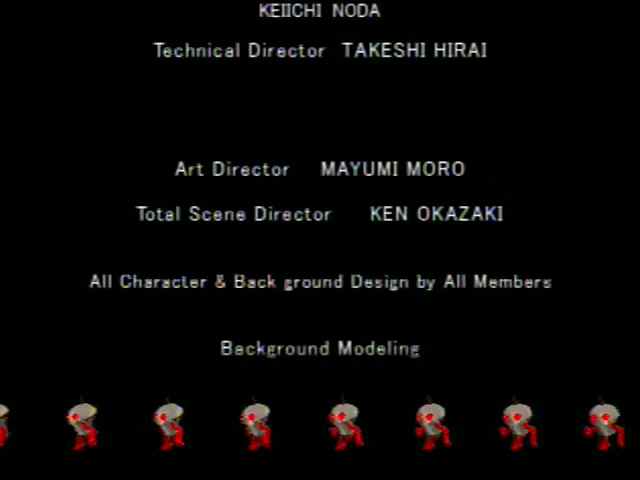 KEIICHI NODA
Technical Director TAKESHI HIRAI
Art Director MAYUMI MORO
Total Scene Director KEN OKAZAKI
All Character & Back ground Design by All Members
Background Modeling